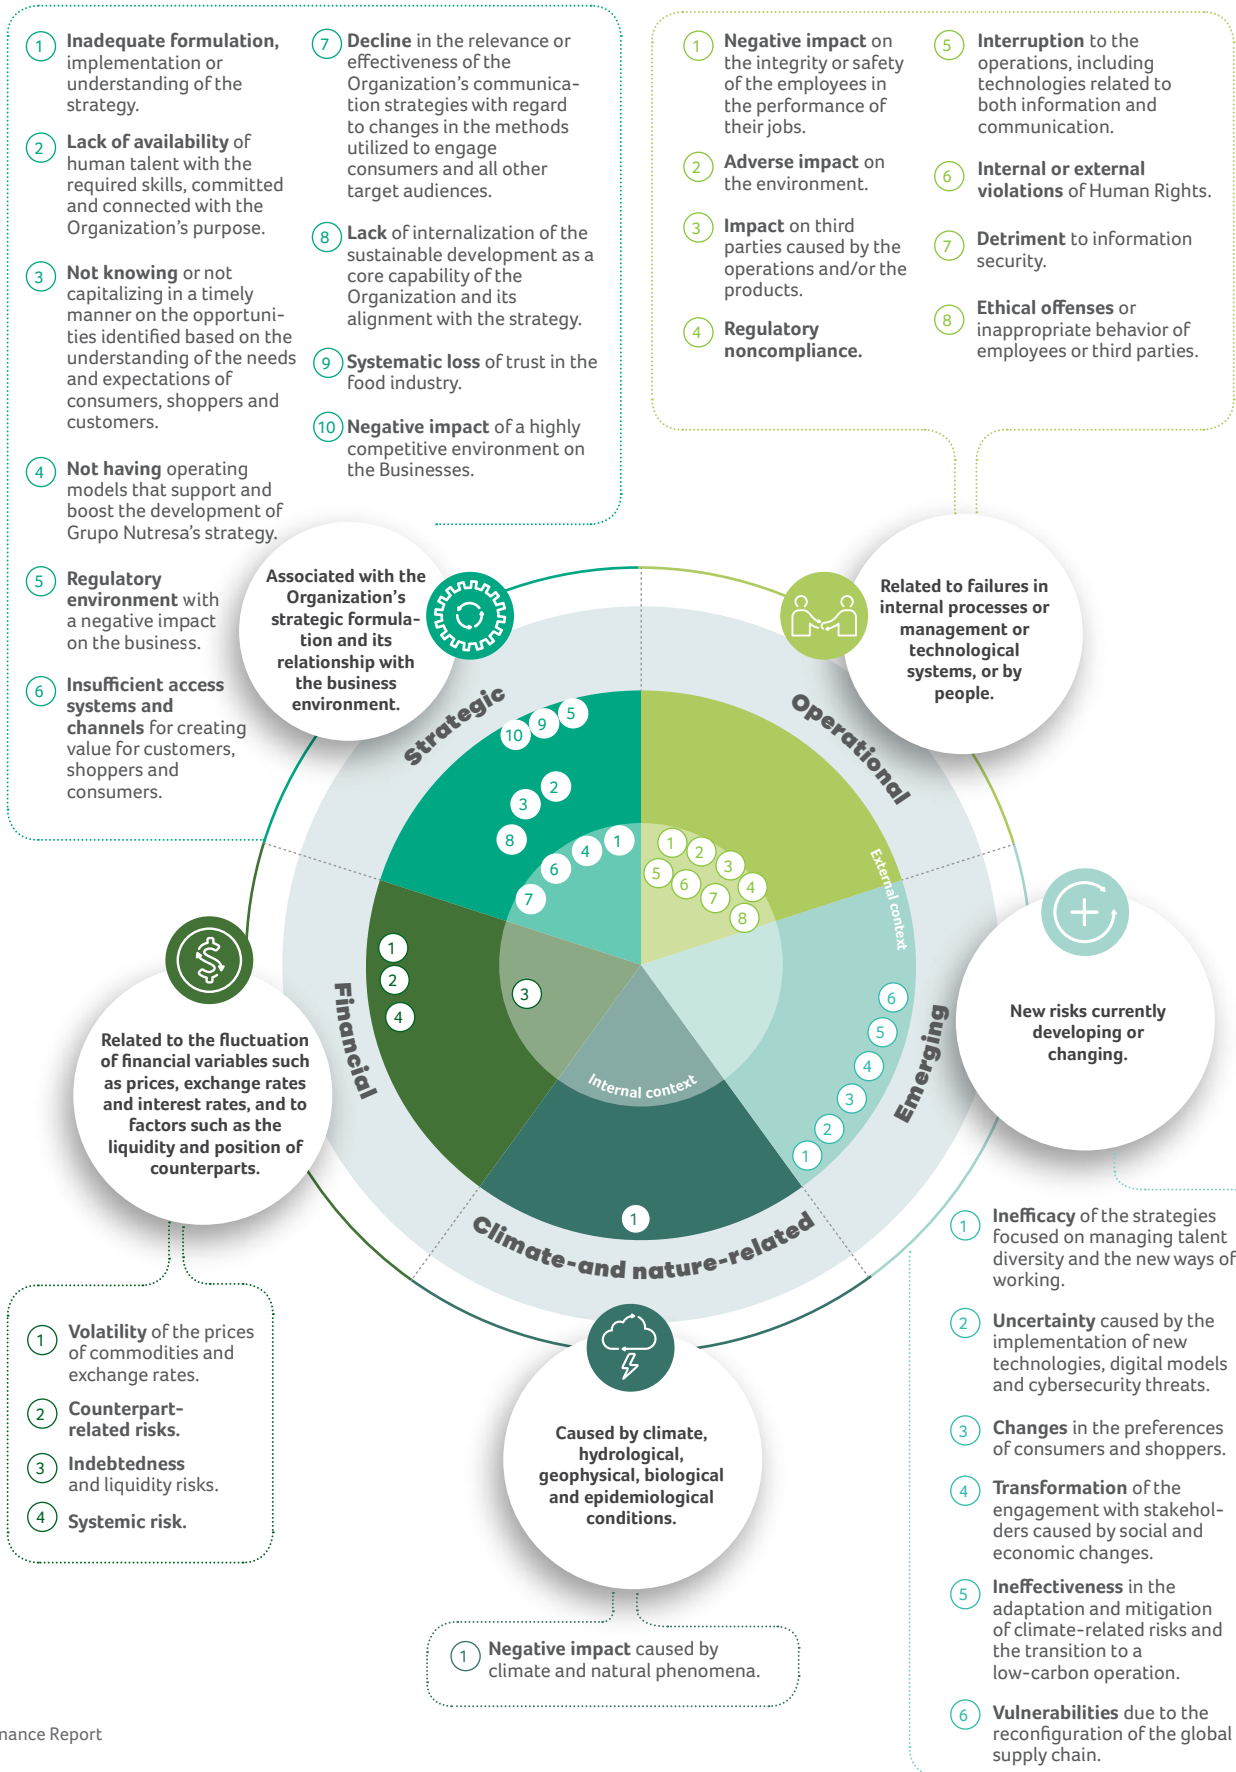 1 Inadequate formulation,
implementation or
understanding of the
strategy.
2 Lack of availability of
human talent with the
required skills, committed
and connected with the
Organization's purpose.
3 Not knowing or not
capitalizing in a timely
manner on the opportuni-
ties identified based on the
understanding of the needs
and expectations of
consumers, shoppers and
customers.
4 Not having operating
models that support and
boost the development of
Grupo Nutresa's strategy.
5 Regulatory
environment with
a negative impact
on the business.
6 Insufficient access
systems and
channels for creating
value for customers,
shoppers and
consumers.
7 Decline in the relevance or
effectiveness of the
Organization's communica-
tion strategies with regard
to changes in the methods
utilized to engage
consumers and all other
target audiences.
8 Lack of internalization of the
sustainable development as a
core capability of the
Organization and its
alignment with the strategy.
9 Systematic loss of trust in the
food industry.
10 Negative impact of a highly
competitive environment on
the Businesses.
1 Negative impact on
the integrity or safety
of the employees in
the performance of
their jobs.
2 Adverse impact on
the environment.
3 Impact on third
parties caused by the
operations and/or the
products.
4 Regulatory
noncompliance.
5 Interruption to the
operations, including
technologies related to
both information and
communication.
6 Internal or external
violations of Human Rights.
7 Detriment to information
security.
8 Ethical offenses or
inappropriate behavior of
employees or third parties.
Associated with the
Organization's
strategic formula-
tion and its
relationship with
the business
environment.
Related to failures in
internal processes or
management or
technological
systems, or by
people.
Strategic
Operational
10 9 5
2
3
8
1
4
6
7
1
2
3
4
5
6
7
8
External context
1
2
4
3
Financial
Internal context
6
5
4
3
2
1
Emerging
1
Climate-and nature-related
$
Related to the fluctuation
of financial variables such
as prices, exchange rates
and interest rates, and to
factors such as the
liquidity and position of
counterparts.
New risks currently
developing or
changing.
Caused by climate,
hydrological,
geophysical, biological
and epidemiological
conditions.
1 Volatility of the prices
of commodities and
exchange rates.
2 Counterpart-
related risks.
3 Indebtedness
and liquidity risks.
4 Systemic risk.
1 Negative impact caused by
climate and natural phenomena.
1 Inefficacy of the strategies
focused on managing talent
diversity and the new ways of
working.
2 Uncertainty caused by the
implementation of new
technologies, digital models
and cybersecurity threats.
3 Changes in the preferences
of consumers and shoppers.
4 Transformation of the
engagement with stakehol-
ders caused by social and
economic changes.
5 Ineffectiveness in the
adaptation and mitigation
of climate-related risks and
the transition to a
low-carbon operation.
6 Vulnerabilities due to the
reconfiguration of the global
supply chain.
nance Report